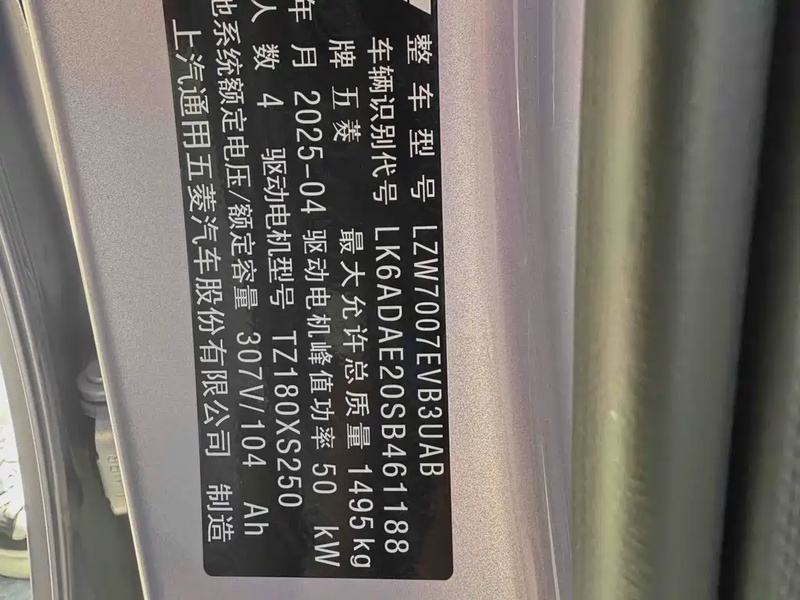 整车型号 LZW7007EVB3UAB
车辆识别代号 LK6ADAE20SB461188
牌 五菱 最大允许总质量 1495kg
年月 2025-04 驱动电机峰值功率 50 kW
人数 4 驱动电机型号 TZ180XS250
池系统额定电压/额定容量 307V/104 Ah
上汽通用五菱汽车股份有限公司 制造